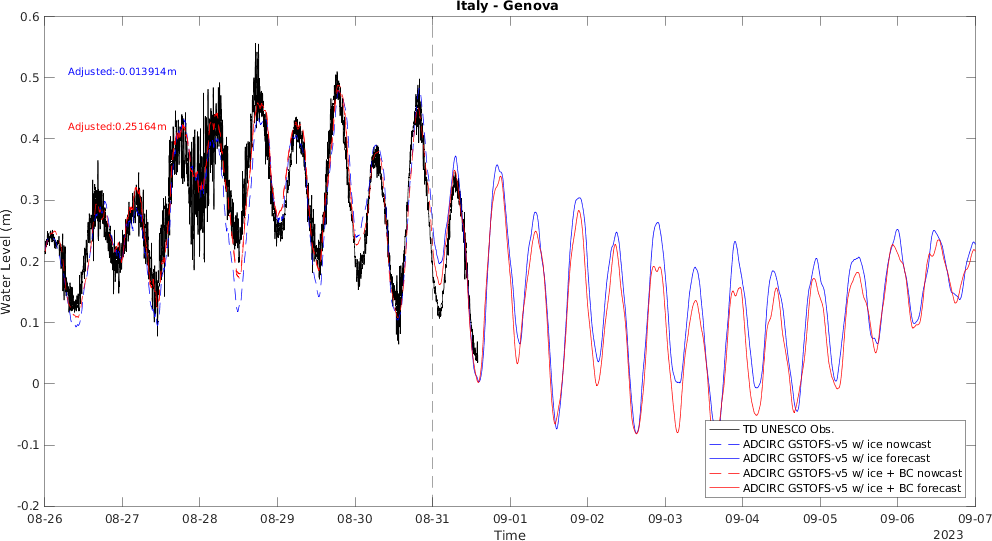 Italy - Genova
0.6
0.5
0.4
0.3
0.2
0.1
0
-0.1
-0.2
Water Level (m)
Adjusted:-0.013914m
Adjusted:0.25164m
TD UNESCO Obs.
ADCIRC GSTOFS-v5 w/ ice nowcast
ADCIRC GSTOFS-v5 w/ ice forecast
ADCIRC GSTOFS-v5 w/ ice + BC nowcast
ADCIRC GSTOFS-v5 w/ ice + BC forecast
08-26 08-27 08-28 08-29 08-30 08-31 09-01 09-02 09-03 09-04 09-05 09-06 09-07
Time
2023